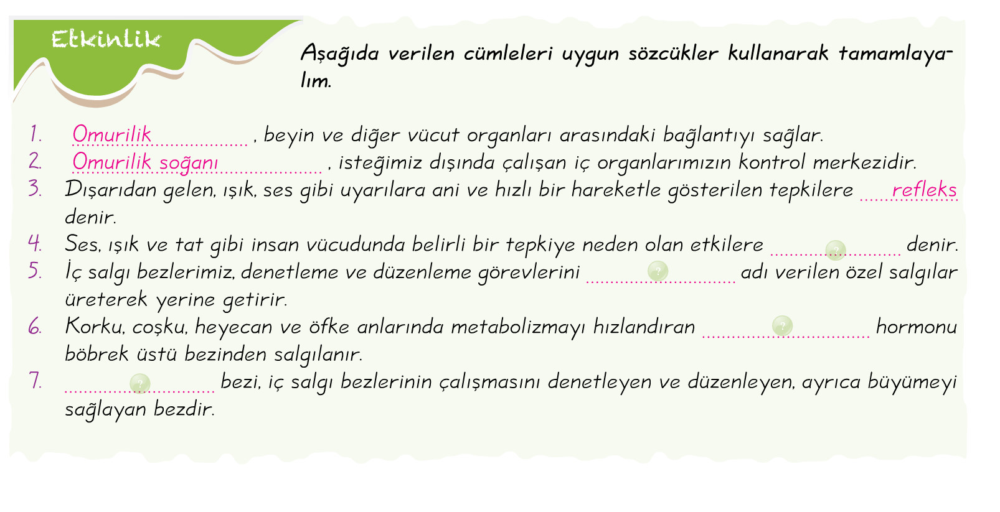 Etkinlik
Aşağıda verilen cümleleri uygun sözcükler kullanarak tamamlaya-
lım.
1. Omurilik , beyin ve diğer vücut organları arasındaki bağlantıyı sağlar.
2. Omurilik soğanı , isteğimiz dışında çalışan iç organlarımızın kontrol merkezidir.
3. Dışarıdan gelen, ışık, ses gibi uyarılara ani ve hızlı bir hareketle gösterilen tepkilere refleks
denir.
4. Ses, ışık ve tat gibi insan vücudunda belirli bir tepkiye neden olan etkilere ? denir.
5. İç salgı bezlerimiz, denetleme ve düzenleme görevlerini ? adı verilen özel salgılar
üreterek yerine getirir.
6. Korku, coşku, heyecan ve öfke anlarında metabolizmayı hızlandıran ? hormonu
böbrek üstü bezinden salgılanır.
7. ? bezi, iç salgı bezlerinin çalışmasını denetleyen ve düzenleyen, ayrıca büyümeyi
sağlayan bezdir.